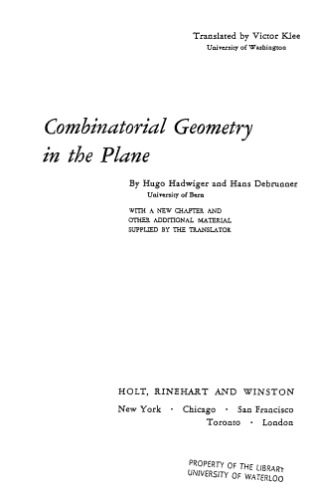 Translated by Victor Klee
University of Washington
Combinatorial Geometry
in the Plane
By Hugo Hadwiger and Hans Debrunner
University of Bern
WITH A NEW CHAPTER AND
OTHER ADDITIONAL MATERIAL
SUPPLIED BY THE TRANSLATOR
HOLT, RINEHART AND WINSTON
New York · Chicago · San Francisco
Toronto · London
PROPERTY OF THE LIBRARY
UNIVERSITY OF WATERLOO